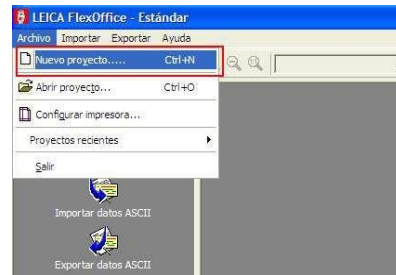 LEICA FlexOffice - Estándar
Archivo Importar Exportar Ayuda
Nuevo proyecto..... Ctrl+N
Abrir proyecto... Ctrl+O
Configurar impresora...
Proyectos recientes
Salir
Importar datos ASCII
Exportar datos ASCII